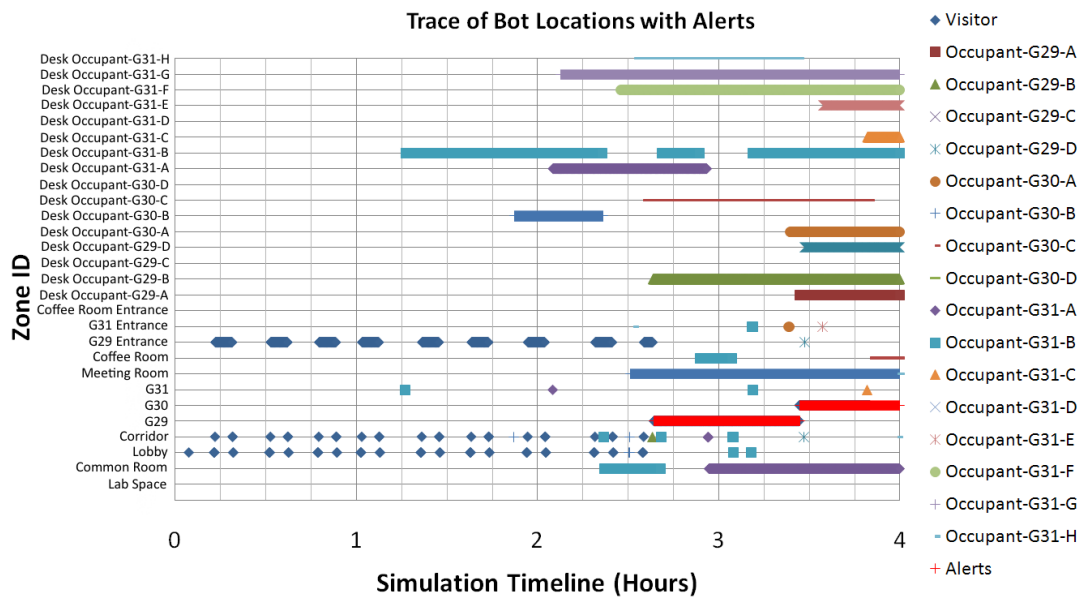 Trace of Bot Locations with Alerts
Zone ID
Desk Occupant-G31-H
Desk Occupant-G31-G
Desk Occupant-G31-F
Desk Occupant-G31-E
Desk Occupant-G31-D
Desk Occupant-G31-C
Desk Occupant-G31-B
Desk Occupant-G31-A
Desk Occupant-G30-D
Desk Occupant-G30-C
Desk Occupant-G30-B
Desk Occupant-G30-A
Desk Occupant-G29-D
Desk Occupant-G29-C
Desk Occupant-G29-B
Desk Occupant-G29-A
Coffee Room Entrance
G31 Entrance
G29 Entrance
Coffee Room
Meeting Room
G31
G30
G29
Corridor
Lobby
Common Room
Lab Space
0 1 2 3 4
Simulation Timeline (Hours)
Visitor
Occupant-G29-A
Occupant-G29-B
Occupant-G29-C
Occupant-G29-D
Occupant-G30-A
Occupant-G30-B
Occupant-G30-C
Occupant-G30-D
Occupant-G31-A
Occupant-G31-B
Occupant-G31-C
Occupant-G31-D
Occupant-G31-E
Occupant-G31-F
Occupant-G31-G
Occupant-G31-H
Alerts